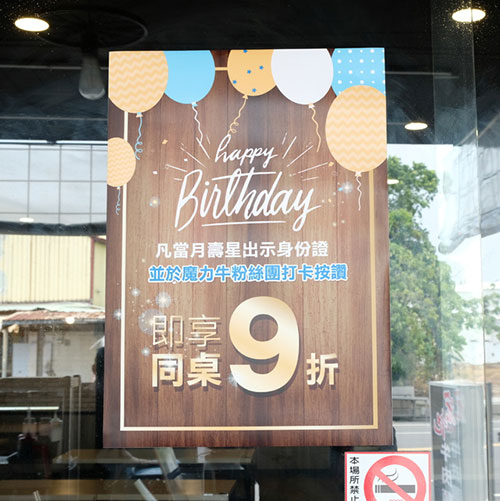 happy
Birthday
凡當月壽星出示身份證
並於魔力牛粉絲團打卡按讚
即享
同桌9折
本場所禁止